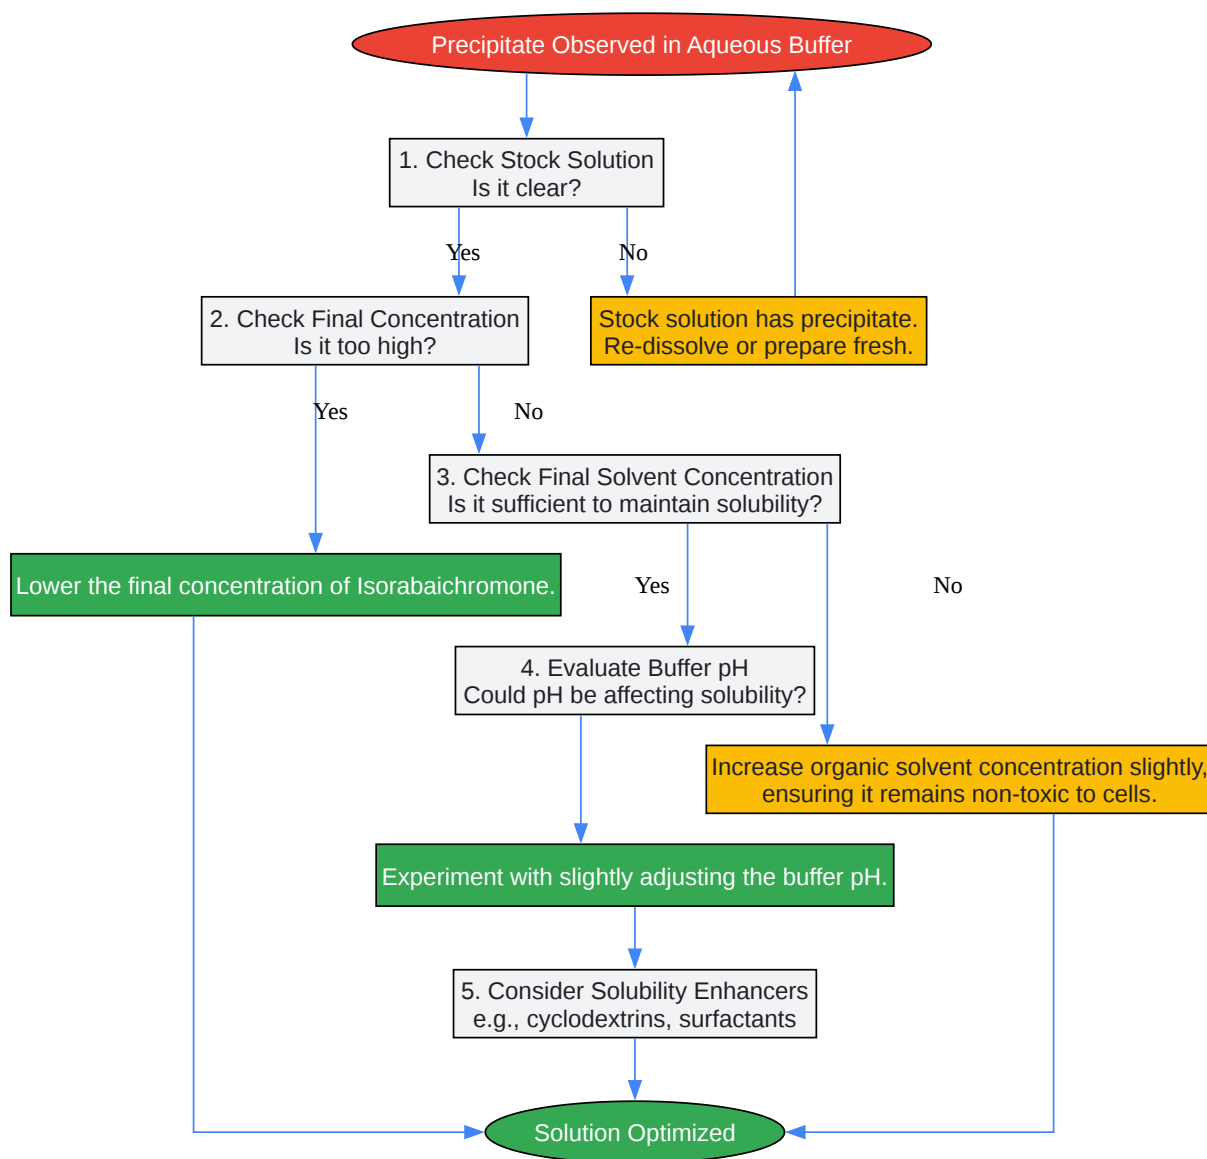 Precipitate Observed in Aqueous Buffer
1. Check Stock Solution
Is it clear?
Yes
No
2. Check Final Concentration
Is it too high?
Stock solution has precipitate.
Re-dissolve or prepare fresh.
Yes
No
3. Check Final Solvent Concentration
Is it sufficient to maintain solubility?
Lower the final concentration of Isorabaichromone.
Yes
No
4. Evaluate Buffer pH
Could pH be affecting solubility?
Increase organic solvent concentration slightly,
ensuring it remains non-toxic to cells.
Experiment with slightly adjusting the buffer pH.
5. Consider Solubility Enhancers
e.g., cyclodextrins, surfactants
Solution Optimized